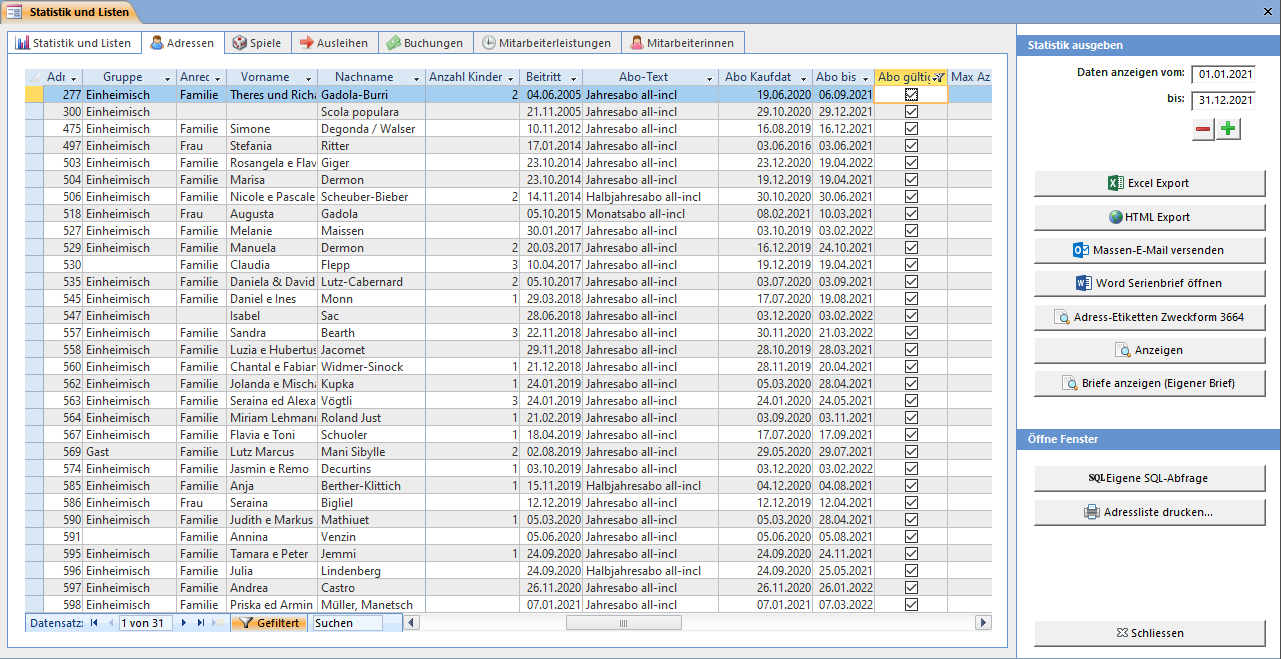 Statistik und Listen
Statistik und Listen Adressen Spiele Ausleihen Buchungen Mitarbeiterleistungen Mitarbeiterinnen
Adr Gruppe Anrec Vorname Nachname Anzahl Kinder Beitritt Abo-Text Abo Kaufdat Abo bis Abo gültig Max Az
277 Einheimisch Familie Theres und Richa Gadola-Burri 2 04.06.2005 Jahresabo all-incl 19.06.2020 06.09.2021
300 Einheimisch Scola populara 21.11.2005 Jahresabo all-incl 29.10.2020 29.12.2021
475 Einheimisch Familie Simone Degonda / Walser 10.11.2012 Jahresabo all-incl 16.08.2019 16.12.2021
497 Einheimisch Frau Stefania Ritter 17.01.2014 Jahresabo all-incl 03.06.2016 03.06.2021
503 Einheimisch Familie Rosangela e Flav Giger 23.10.2014 Jahresabo all-incl 23.12.2020 19.04.2022
504 Einheimisch Familie Marisa Dermon 23.10.2014 Jahresabo all-incl 19.12.2019 19.04.2021
506 Einheimisch Familie Nicole e Pascale Scheuber-Bieber 2 14.11.2014 Halbjahresabo all-incl 30.10.2020 30.06.2021
518 Einheimisch Frau Augusta Gadola 05.10.2015 Monatsabo all-incl 08.02.2021 10.03.2021
527 Einheimisch Familie Melanie Maissen 30.01.2017 Jahresabo all-incl 03.10.2019 03.02.2022
529 Einheimisch Familie Manuela Dermon 2 20.03.2017 Jahresabo all-incl 16.12.2019 24.10.2021
530 Familie Claudia Flepp 3 10.04.2017 Jahresabo all-incl 19.12.2019 19.04.2021
535 Einheimisch Familie Daniela & David Lutz-Cabernard 2 05.10.2017 Jahresabo all-incl 03.07.2020 03.09.2021
545 Einheimisch Familie Daniel e Ines Monn 1 29.03.2018 Jahresabo all-incl 17.07.2020 19.08.2021
547 Einheimisch Isabel Sac 28.06.2018 Jahresabo all-incl 03.12.2020 03.02.2022
557 Einheimisch Familie Sandra Bearth 3 22.11.2018 Jahresabo all-incl 30.11.2020 21.03.2022
558 Einheimisch Familie Luzia e Hubertus Jacomet 29.11.2018 Jahresabo all-incl 28.10.2019 28.03.2021
560 Einheimisch Familie Chantal e Fabian Widmer-Sinock 1 21.12.2018 Jahresabo all-incl 28.11.2019 20.04.2021
562 Einheimisch Familie Jolanda e Mischa Kupka 1 24.01.2019 Jahresabo all-incl 05.03.2020 28.04.2021
563 Einheimisch Familie Seraina ed Alexa Vögtli 3 24.01.2019 Jahresabo all-incl 24.01.2020 24.05.2021
564 Einheimisch Familie Miriam Lehmann Roland Just 1 21.02.2019 Jahresabo all-incl 03.09.2020 03.11.2021
567 Einheimisch Familie Flavia e Toni Schuoler 1 18.04.2019 Jahresabo all-incl 17.07.2020 17.09.2021
569 Gast Familie Lutz Marcus Mani Sibylle 2 02.08.2019 Jahresabo all-incl 29.05.2020 29.07.2021
574 Einheimisch Familie Jasmin e Remo Decurtins 1 03.10.2019 Jahresabo all-incl 03.12.2020 03.02.2022
585 Einheimisch Familie Anja Berther-Klittich 1 15.11.2019 Halbjahresabo all-incl 04.12.2020 04.08.2021
586 Einheimisch Frau Seraina Bigliel 12.12.2019 Jahresabo all-incl 12.12.2019 12.04.2021
590 Einheimisch Familie Judith e Markus Mathiuet 1 05.03.2020 Jahresabo all-incl 05.03.2020 28.04.2021
591 Familie Annina Venzin 05.06.2020 Jahresabo all-incl 05.06.2020 05.08.2021
595 Einheimisch Familie Tamara e Peter Jemmi 1 24.09.2020 Jahresabo all-incl 24.09.2020 24.11.2021
596 Einheimisch Familie Julia Lindenberg 24.09.2020 Halbjahresabo all-incl 24.09.2020 25.05.2021
597 Einheimisch Familie Andrea Castro 26.11.2020 Jahresabo all-incl 26.11.2020 26.01.2022
598 Einheimisch Familie Priska ed Armin Müller, Manetsch 07.01.2021 Jahresabo all-incl 07.01.2021 07.03.2022
Datensatz: 1 von 31 Gefiltert Suchen
Statistik ausgeben
Daten anzeigen vom: 01.01.2021
bis: 31.12.2021
Excel Export
HTML Export
Massen-E-Mail versenden
Word Serienbrief öffnen
Adress-Etiketten Zweckform 3664
Anzeigen
Briefe anzeigen (Eigener Brief)
Öffne Fenster
SQL Eigene SQL-Abfrage
Adressliste drucken...
Schliessen